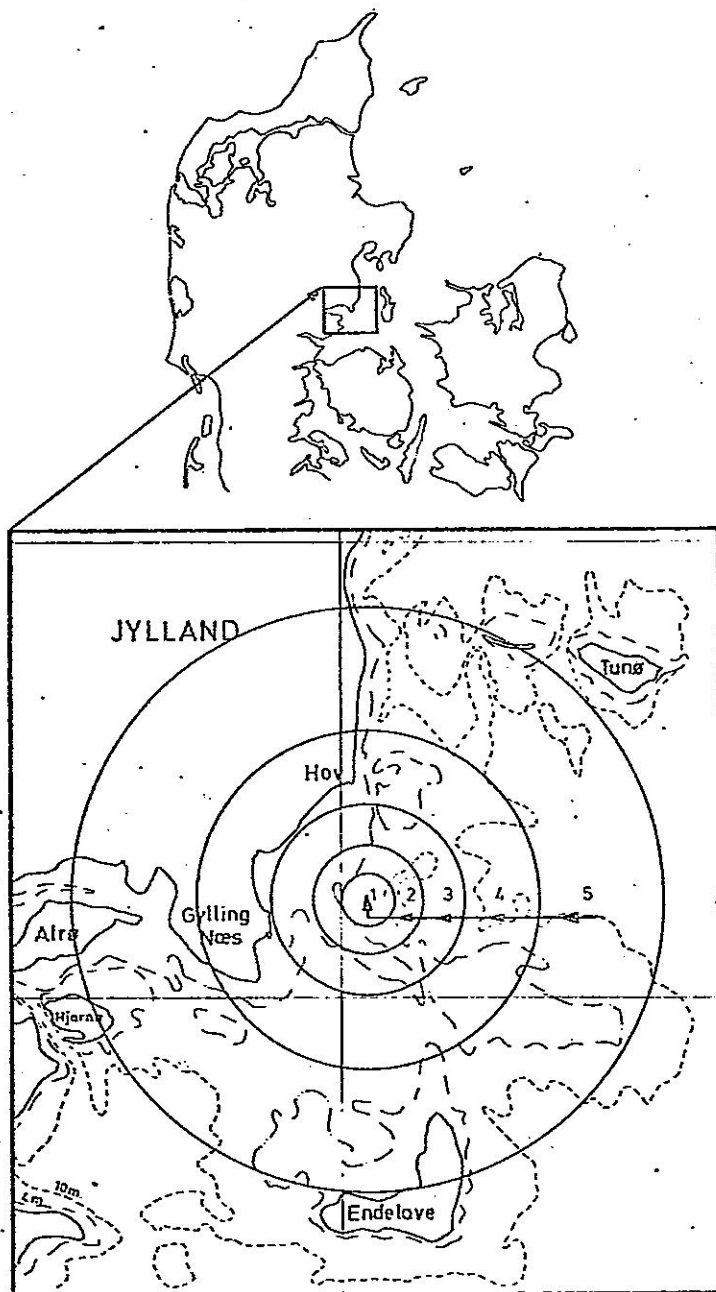 JYLLAND
Tunø
Hov
1 2 3 4 5
A
Gylling
Næs
Alrø
Hjarnø
10m.
Endelave